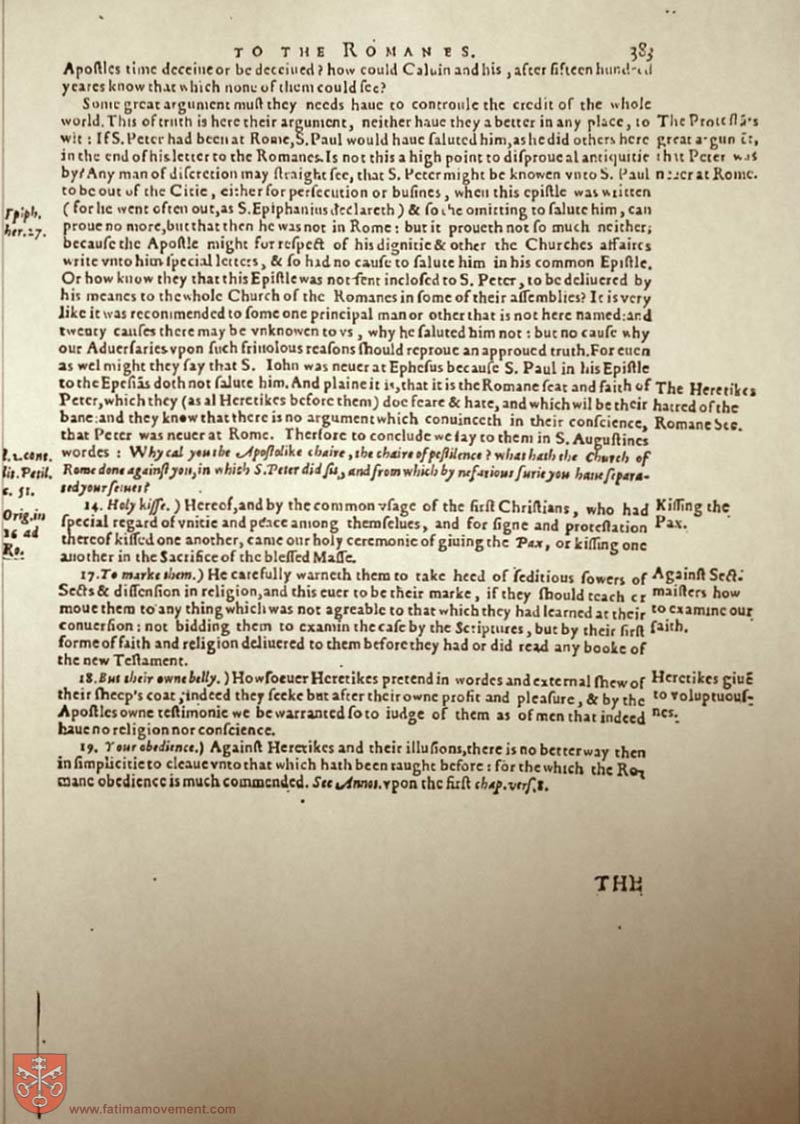 TO THE ROMANES. 383
Apoſtles time deceiue or be deceiued? how could Caluin and his, after fifteen hundred
yeares know that which none of them could ſee?
Some great argument muſt they needs haue to controule the credit of the whole
world. This of truth is here their argument, neither haue they a better in any place, to
wit: If S. Peter had been at Rome, S. Paul would haue ſaluted him, as he did others here
in the end of his letter to the Romanes. Is not this a high point to diſproue al antiquitie
by? Any man of diſcretion may ſtraight ſee, that S. Peter might be knowen vnto S. Paul
to be out of the Citie, either for perſecution or buſines, when this epiſtle was written
(for he went often out, as S. Epiphanius declareth) & ſo the omitting to ſalute him, can
proue no more, but that then he was not in Rome: but it proueth not ſo much neither;
becauſe the Apoſtle might for reſpect of his dignitie & other the Churches affaires
write vnto him ſpecial letters, & ſo had no cauſe to ſalute him in his common Epiſtle.
Or how know they that this Epiſtle was not ſent incloſed to S. Peter, to be deliuered by
his meanes to the whole Church of the Romanes in ſome of their aſſemblies? It is very
like it was recommended to ſome one principal man or other that is not here named: and
twenty cauſes there may be vnknowen to vs, why he ſaluted him not: but no cauſe why
our Aduerſaries vpon ſuch friuolous reaſons ſhould reproue an approued truth. For euen
as wel might they ſay that S. Iohn was neuer at Epheſus becauſe S. Paul in his Epiſtle
to the Epeſiãs doth not ſalute him. And plaine it is, that it is the Romane ſeat and faith of
Peter, which they (as al Heretikes before them) doe feare & hate, and which wil be their
bane: and they know that there is no argument which conuinceth in their conſcience,
that Peter was neuer at Rome. Therfore to conclude we ſay to them in S. Auguſtines
wordes: Why cal you the Apoſtolike chaire, the chaire of peſtilence? what hath the Church of
Rome done againſt you, in which S. Peter did ſit, and from which by nefarious furie you haue ſepara-
ted your ſelues?
14. Holy kiſſe.) Hereof, and by the common vſage of the firſt Chriſtians, who had
ſpecial regard of vnitie and peace among themſelues, and for ſigne and proteſtation
thereof kiſſed one another, came our holy ceremonie of giuing the Pax, or kiſſing one
another in the Sacrifice of the bleſſed Maſſe.
17. To marke them.) He carefully warneth them to take heed of ſeditious ſowers of
Sects & diſſenſion in religion, and this euer to be their marke, if they ſhould teach or
moue them to any thing which was not agreable to that which they had learned at their
conuerſion: not bidding them to examin the caſe by the Scriptures, but by their firſt
forme of faith and religion deliuered to them before they had or did read any booke of
the new Teſtament.
18. But their owne belly.) Howſoeuer Heretikes pretend in wordes and external ſhew of
their ſheep's coat, indeed they ſeeke but after their owne profit and pleaſure, & by the
Apoſtles owne teſtimonie we be warranted ſo to iudge of them as of men that indeed
haue no religion nor conſcience.
19. Your obedience.) Againſt Heretikes and their illuſions, there is no better way then
in ſimplicitie to cleaue vnto that which hath been taught before: for the which the Ro-
mane obedience is much commended. See Annot. vpon the firſt chap. verſ. 8.
THE
The Proteſtãs
great argumẽt,
that Peter was
neuer at Rome.
The Heretikes
hatred of the
Romane See.
Kiſſing the
Pax.
Againſt Sect-
maiſters how
to examine our
faith.
Heretikes giuẽ
to voluptuouſ-
nes.
Epiph.
her. 27.
l. 2. cont.
lit. Petil.
c. 51.
Orig. in
16 ad
Ro.
www.fatimamovement.com